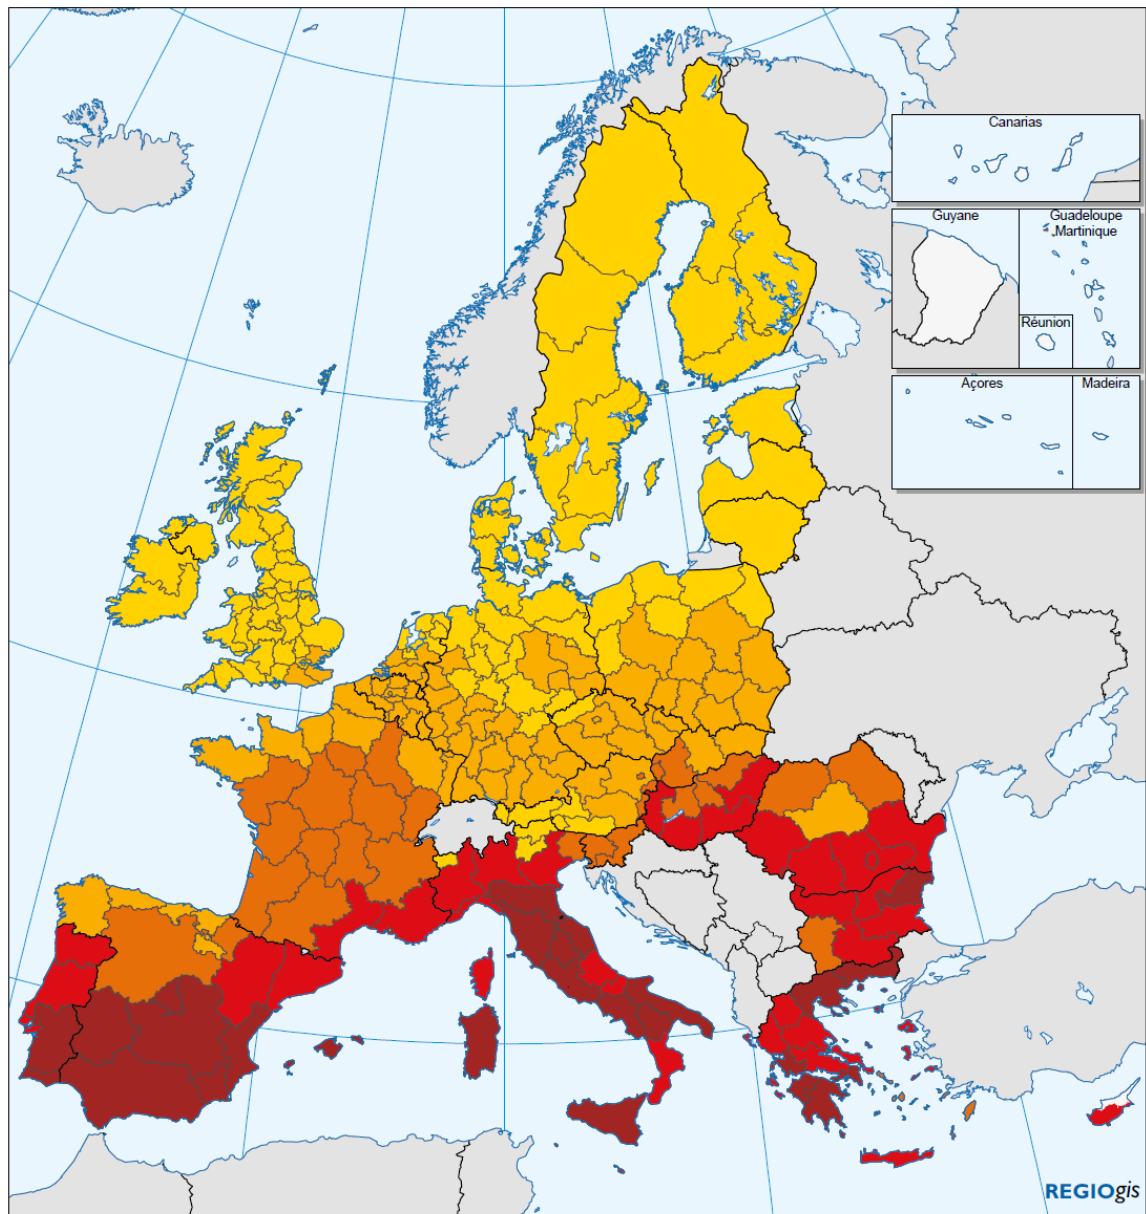 Canarias
Guyane
Guadeloupe
Martinique
Réunion
Açores
Madeira
REGIOgis